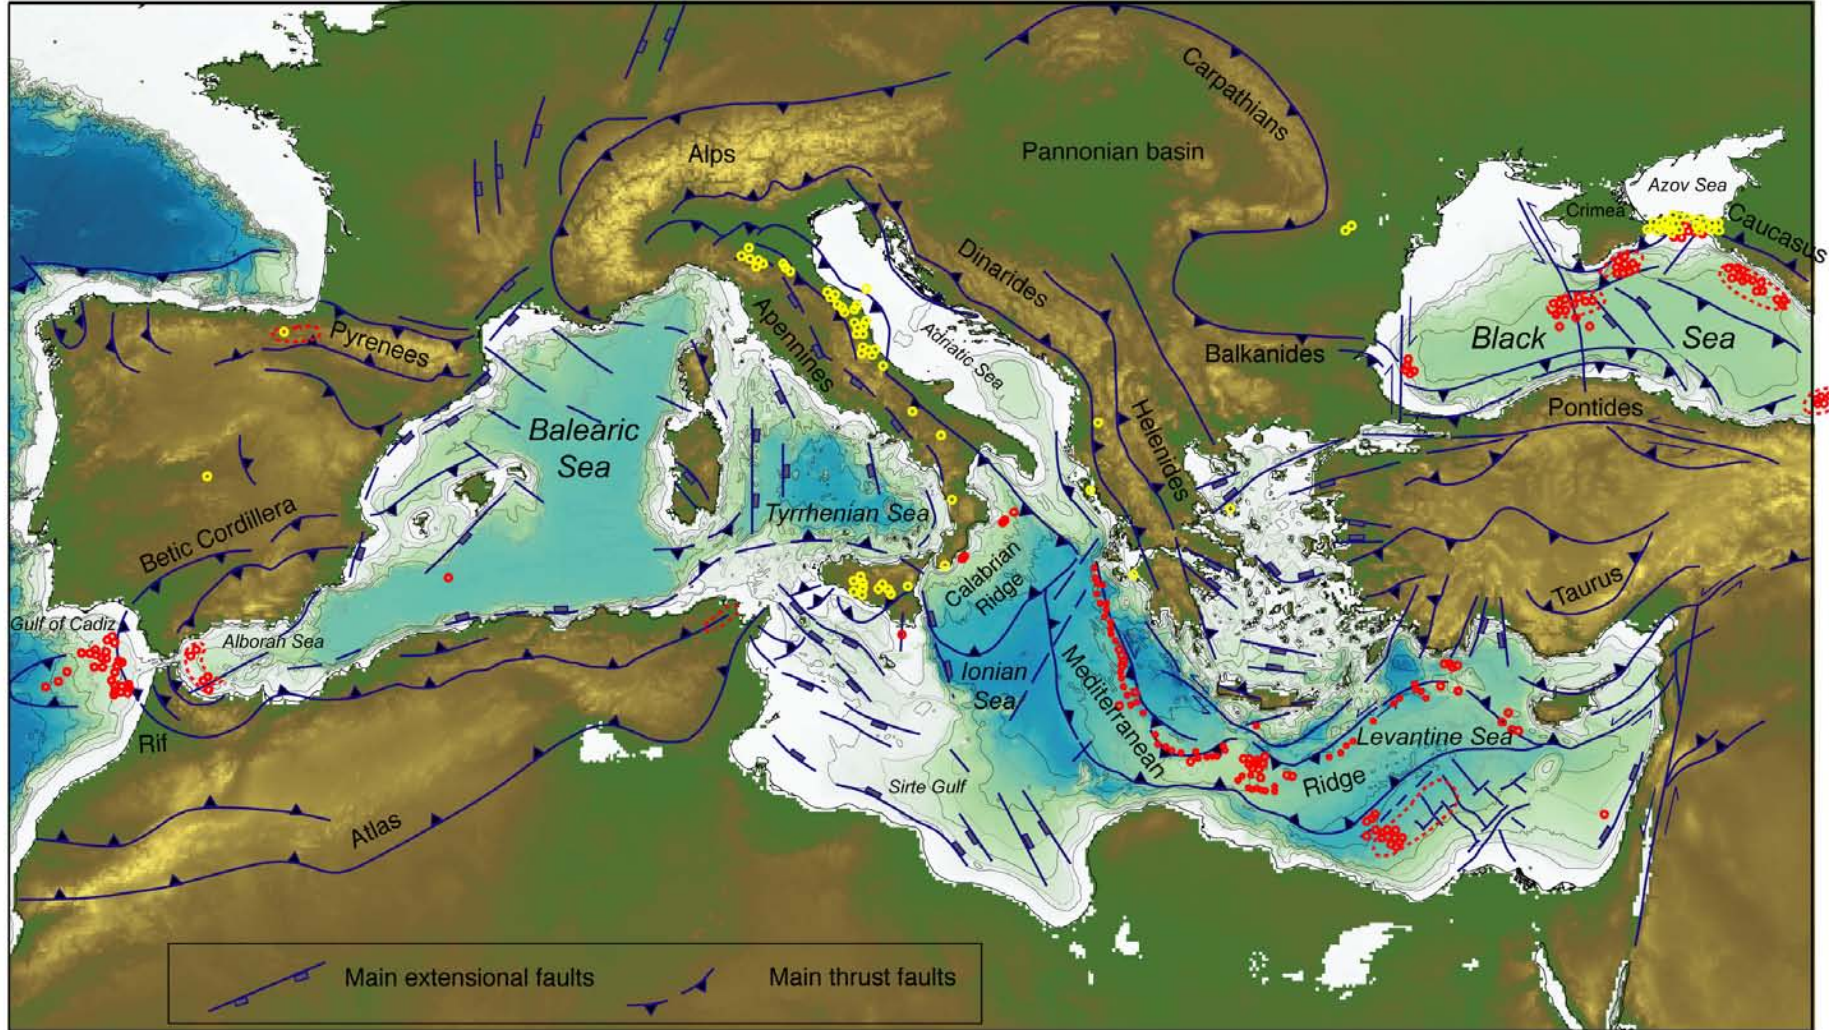 Carpathians
Alps
Pannonian basin
Azov Sea
Crimea
Caucasus
Dinarides
Apennines
Pyrenees
Adriatic Sea
Black Sea
Balkanides
Pontides
Balearic
Sea
Helenides
Tyrrhenian Sea
Betic Cordillera
Calabrian
Ridge
Taurus
Gulf of Cadiz
Alboran Sea
Ionian
Sea
Mediterranean
Ridge
Levantine Sea
Rif
Sirte Gulf
Atlas
Main extensional faults
Main thrust faults